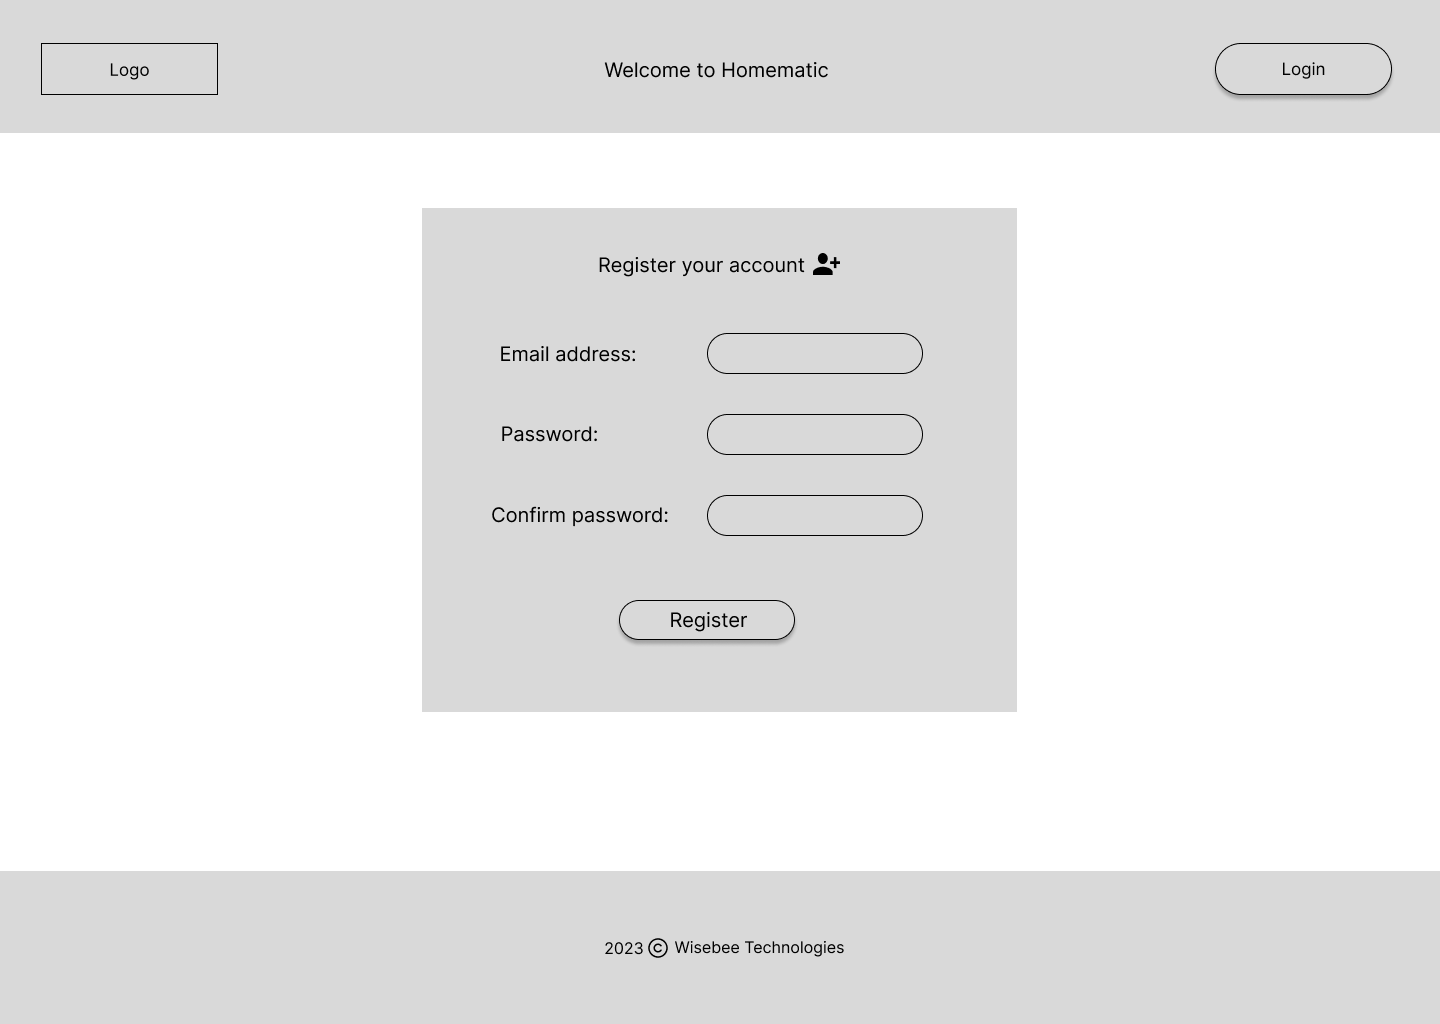 Logo
Welcome to Homematic
Login
Register your account
Email address:
Password:
Confirm password:
Register
2023 © Wisebee Technologies